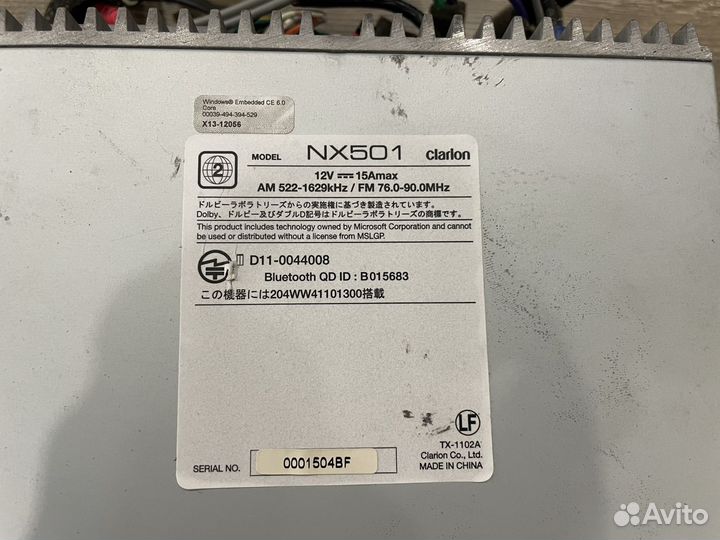 Windows® Embedded CE 6.0
Core
00039-494-394-529
X13-12056
2
MODEL NX501 clarion
12V 15Amax
AM 522-1629kHz / FM 76.0-90.0MHz
ドルビーラボラトリーズからの実施権に基づき製造されています。
Dolby、ドルビー及びダブルD記号はドルビーラボラトリーズの商標です。
This product includes technology owned by Microsoft Corporation and cannot
be used or distributed without a license from MSLGP.
D11-0044008
Bluetooth QD ID : B015683
この機器には204WW41101300搭載
LF
TX-1102A
Clarion Co., Ltd.
MADE IN CHINA
SERIAL NO. 0001504BF
Avito